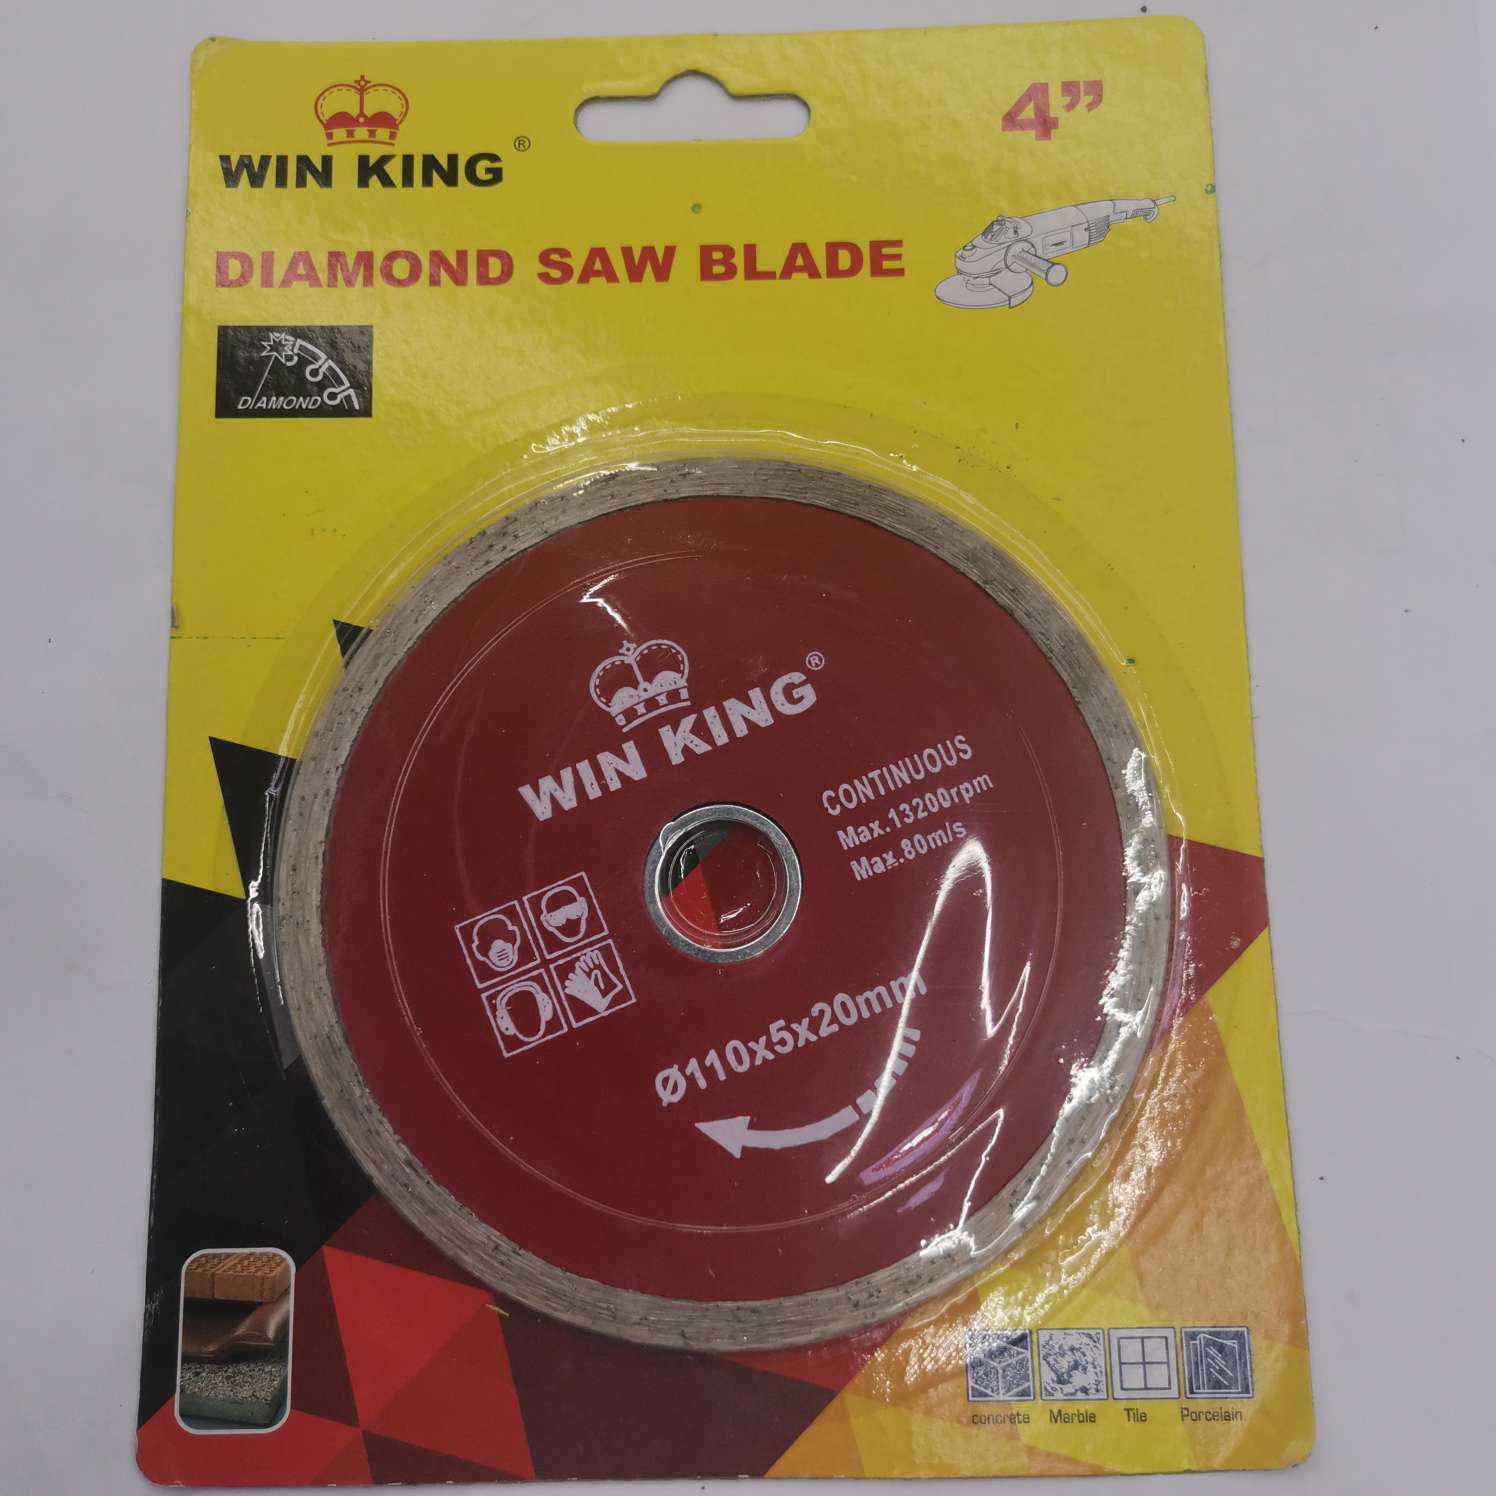 WIN KING®
4”
DIAMOND SAW BLADE
DIAMOND
WIN KING®
CONTINUOUS
Max.13200rpm
Max.80m/s
Ø110x5x20mm
concrete Marble Tile Porcelain